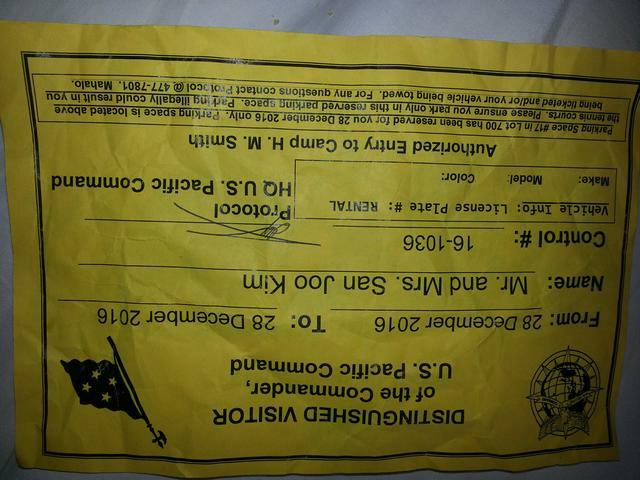 DISTINGUISHED VISITOR
of the Commander,
U.S. Pacific Command
From: 28 December 2016 To: 28 December 2016
Name: Mr. and Mrs. San Joo Kim
Control #: 16-1036
Vehicle Info: License Plate #: RENTAL
Make: Model: Color:
Protocol
HQ U.S. Pacific Command
Authorized Entry to Camp H. M. Smith
Parking Space #17 in Lot 700 has been reserved for you 28 December 2016 only. Parking space is located above
the tennis courts. Please ensure you park only in this reserved parking space. Parking illegally could result in you
being ticketed and/or your vehicle being towed. For any questions contact Protocol @ 477-7801. Mahalo.